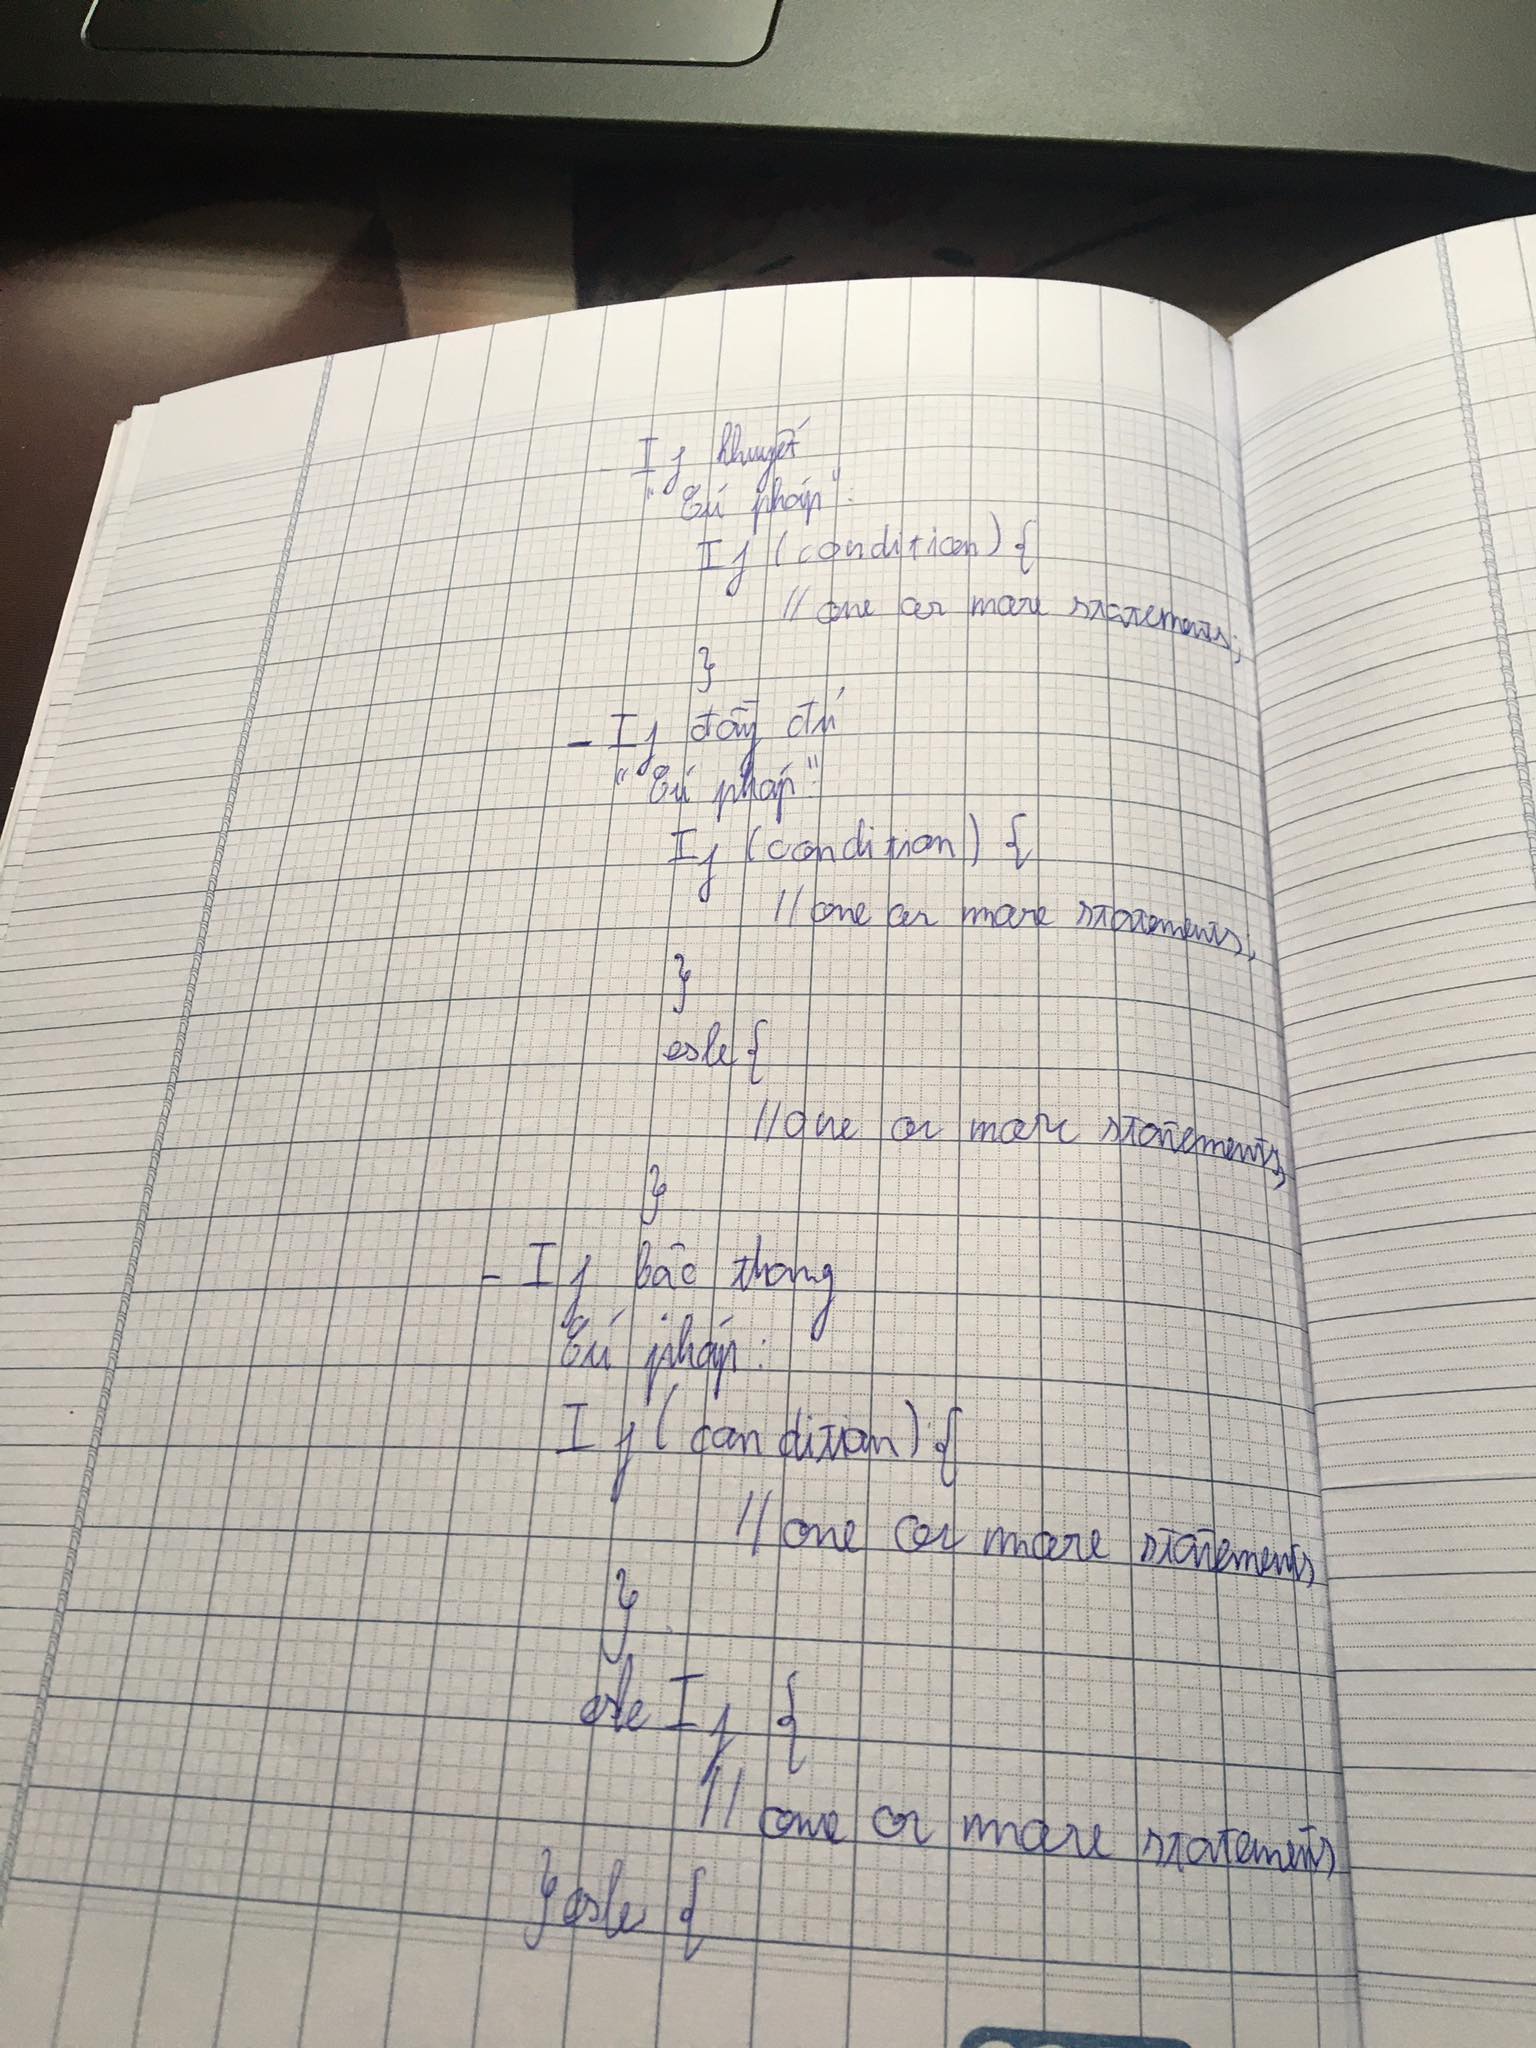 - If khuyết
"Cú pháp":
If (condition) {
// one or more statements;
}
- If đầy đủ
"Cú pháp":
If (condition) {
// one or more statements;
}
esle {
// one or more statements;
}
- If bậc thang
Cú pháp:
If (condition) {
// one or more statements
}
esle If {
// one or more statements
} esle {